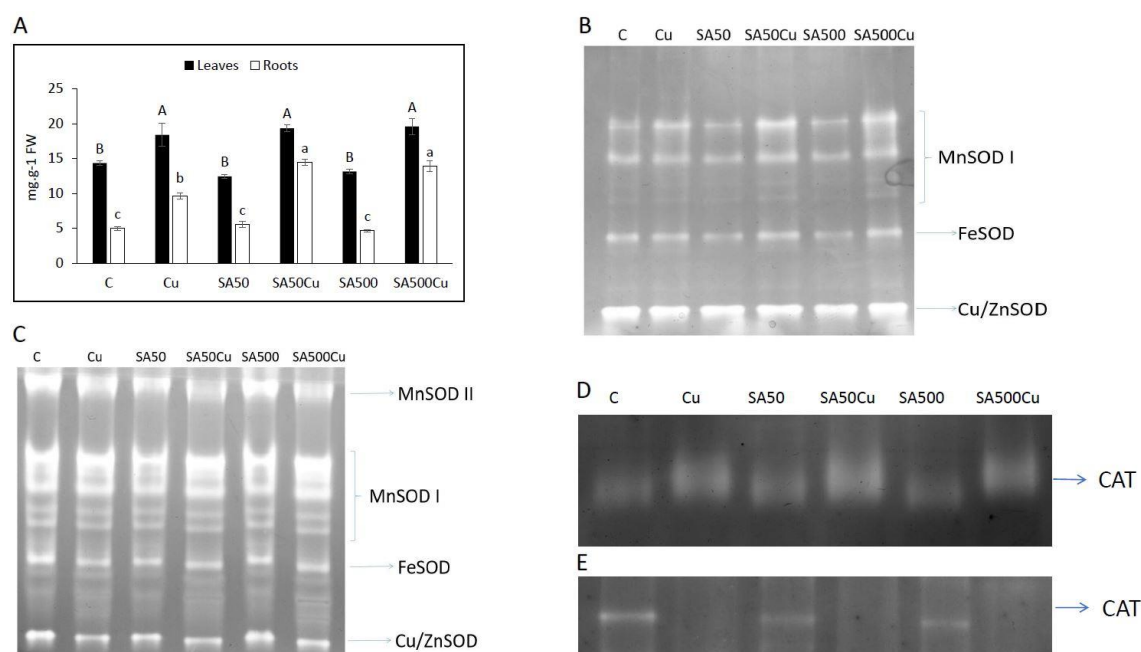 A
Leaves Roots
mg.g-1 FW
25
20
15
10
5
0
B
c
A
b
B
c
A
a
B
c
A
a
C Cu SA50 SA50Cu SA500 SA500Cu
B
C Cu SA50 SA50Cu SA500 SA500Cu
MnSOD I
FeSOD
Cu/ZnSOD
C
C Cu SA50 SA50Cu SA500 SA500Cu
MnSOD II
MnSOD I
FeSOD
Cu/ZnSOD
D
C Cu SA50 SA50Cu SA500 SA500Cu
CAT
E
CAT